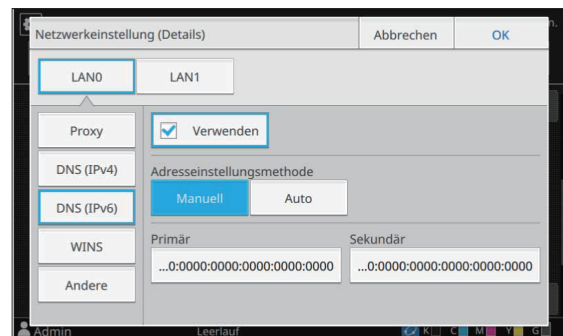 Netzwerkeinstellung (Details)
Abbrechen
OK
LAN0
LAN1
Proxy
DNS (IPv4)
DNS (IPv6)
WINS
Andere
Verwenden
Adresseinstellungsmethode
Manuell
Auto
Primär
Sekundär
...0:0000:0000:0000:0000:0000
...0:0000:0000:0000:0000:0000
Admin
Leerlauf
K
C
M
Y
G